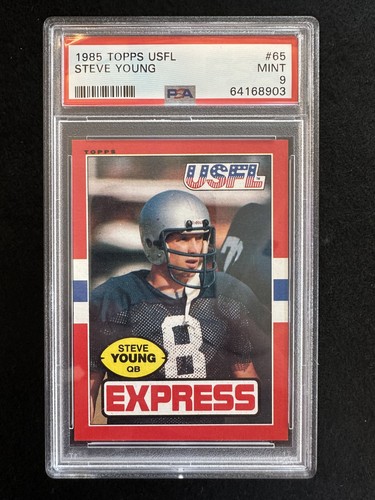 1985 TOPPS USFL #65
STEVE YOUNG MINT
9
PSA 64168903
TOPPS
USFL
8
STEVE
YOUNG
QB
EXPRESS